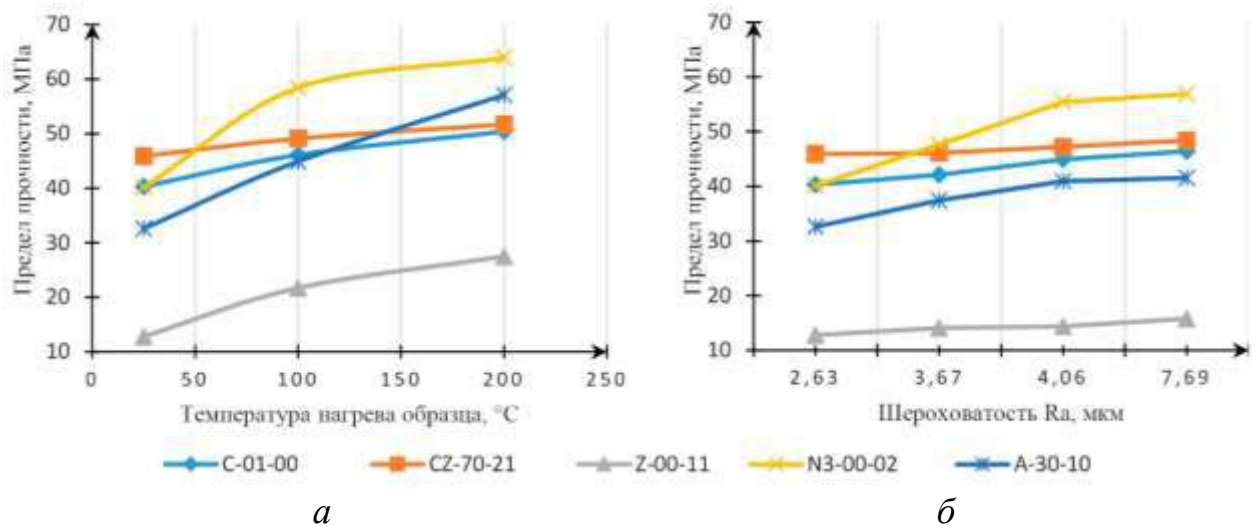 Предел прочности, МПа
70
60
50
40
30
20
10
0 50 100 150 200 250
Температура нагрева образца, °С
Предел прочности, МПа
70
60
50
40
30
20
10
2,63 3,67 4,06 7,69
Шероховатость Ra, мкм
C-01-00 CZ-70-21 Z-00-11 N3-00-02 A-30-10
а б